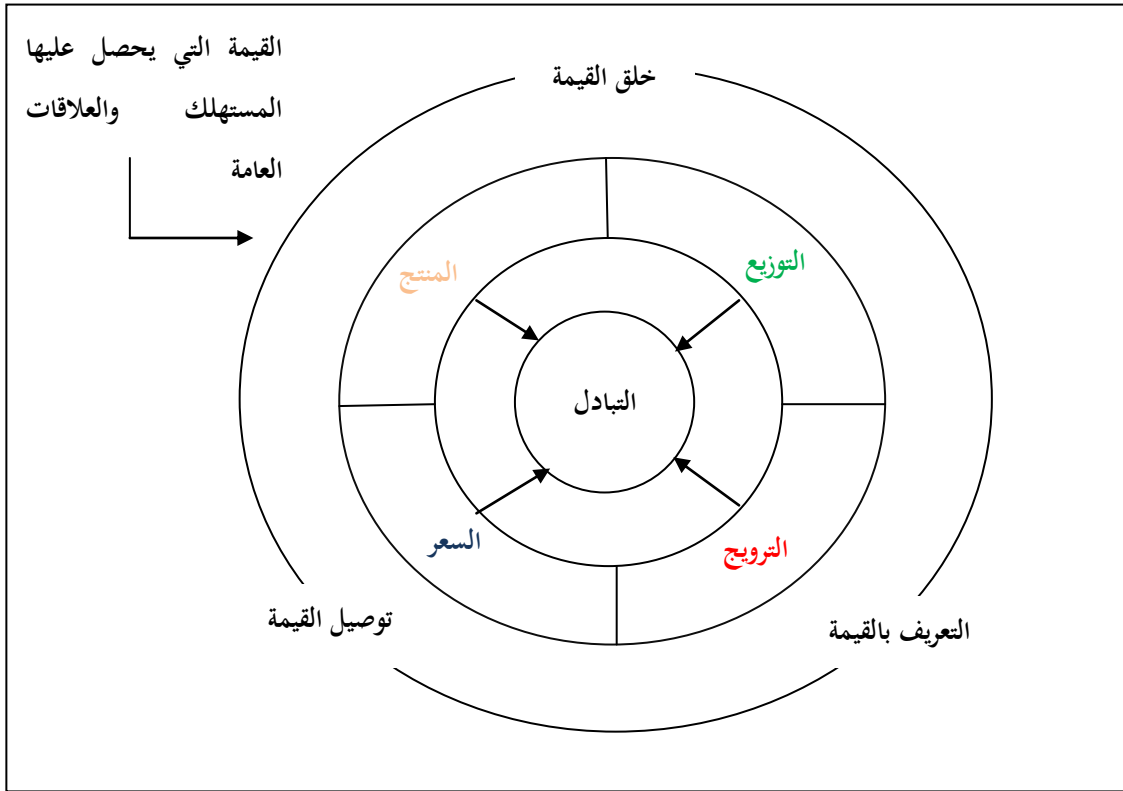 القيمة التي يحصل عليها
المستهلك والعلاقات
العامة
خلق القيمة
التوزيع
المنتج
التبادل
الترويج
السعر
التعريف بالقيمة
توصيل القيمة